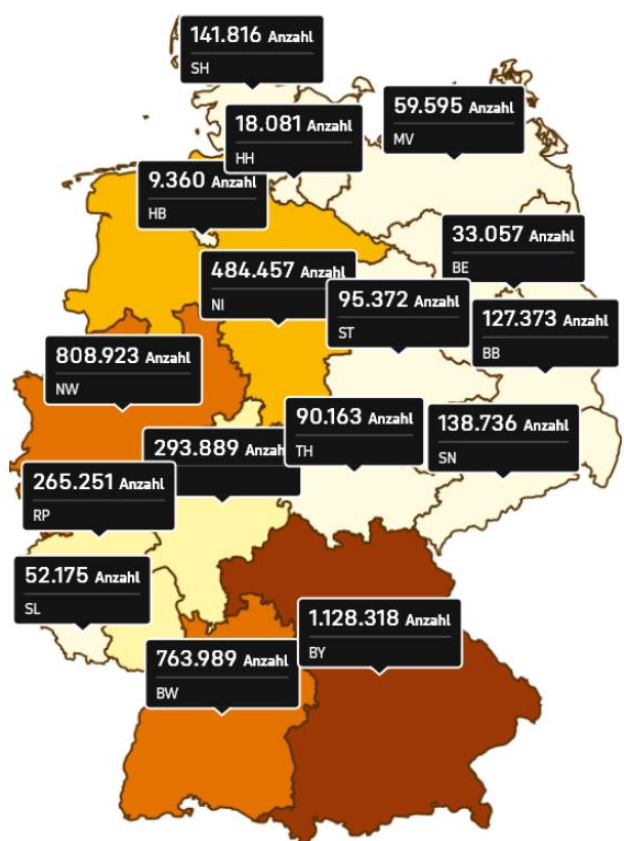 141.816 Anzahl
SH
59.595 Anzahl
MV
18.081 Anzahl
HH
9.360 Anzahl
HB
33.057 Anzahl
BE
484.457 Anzahl
NI
95.372 Anzahl
ST
127.373 Anzahl
BB
808.923 Anzahl
NW
90.163 Anzahl
TH
138.736 Anzahl
SN
293.889 Anzahl
265.251 Anzahl
RP
52.175 Anzahl
SL
1.128.318 Anzahl
BY
763.989 Anzahl
BW